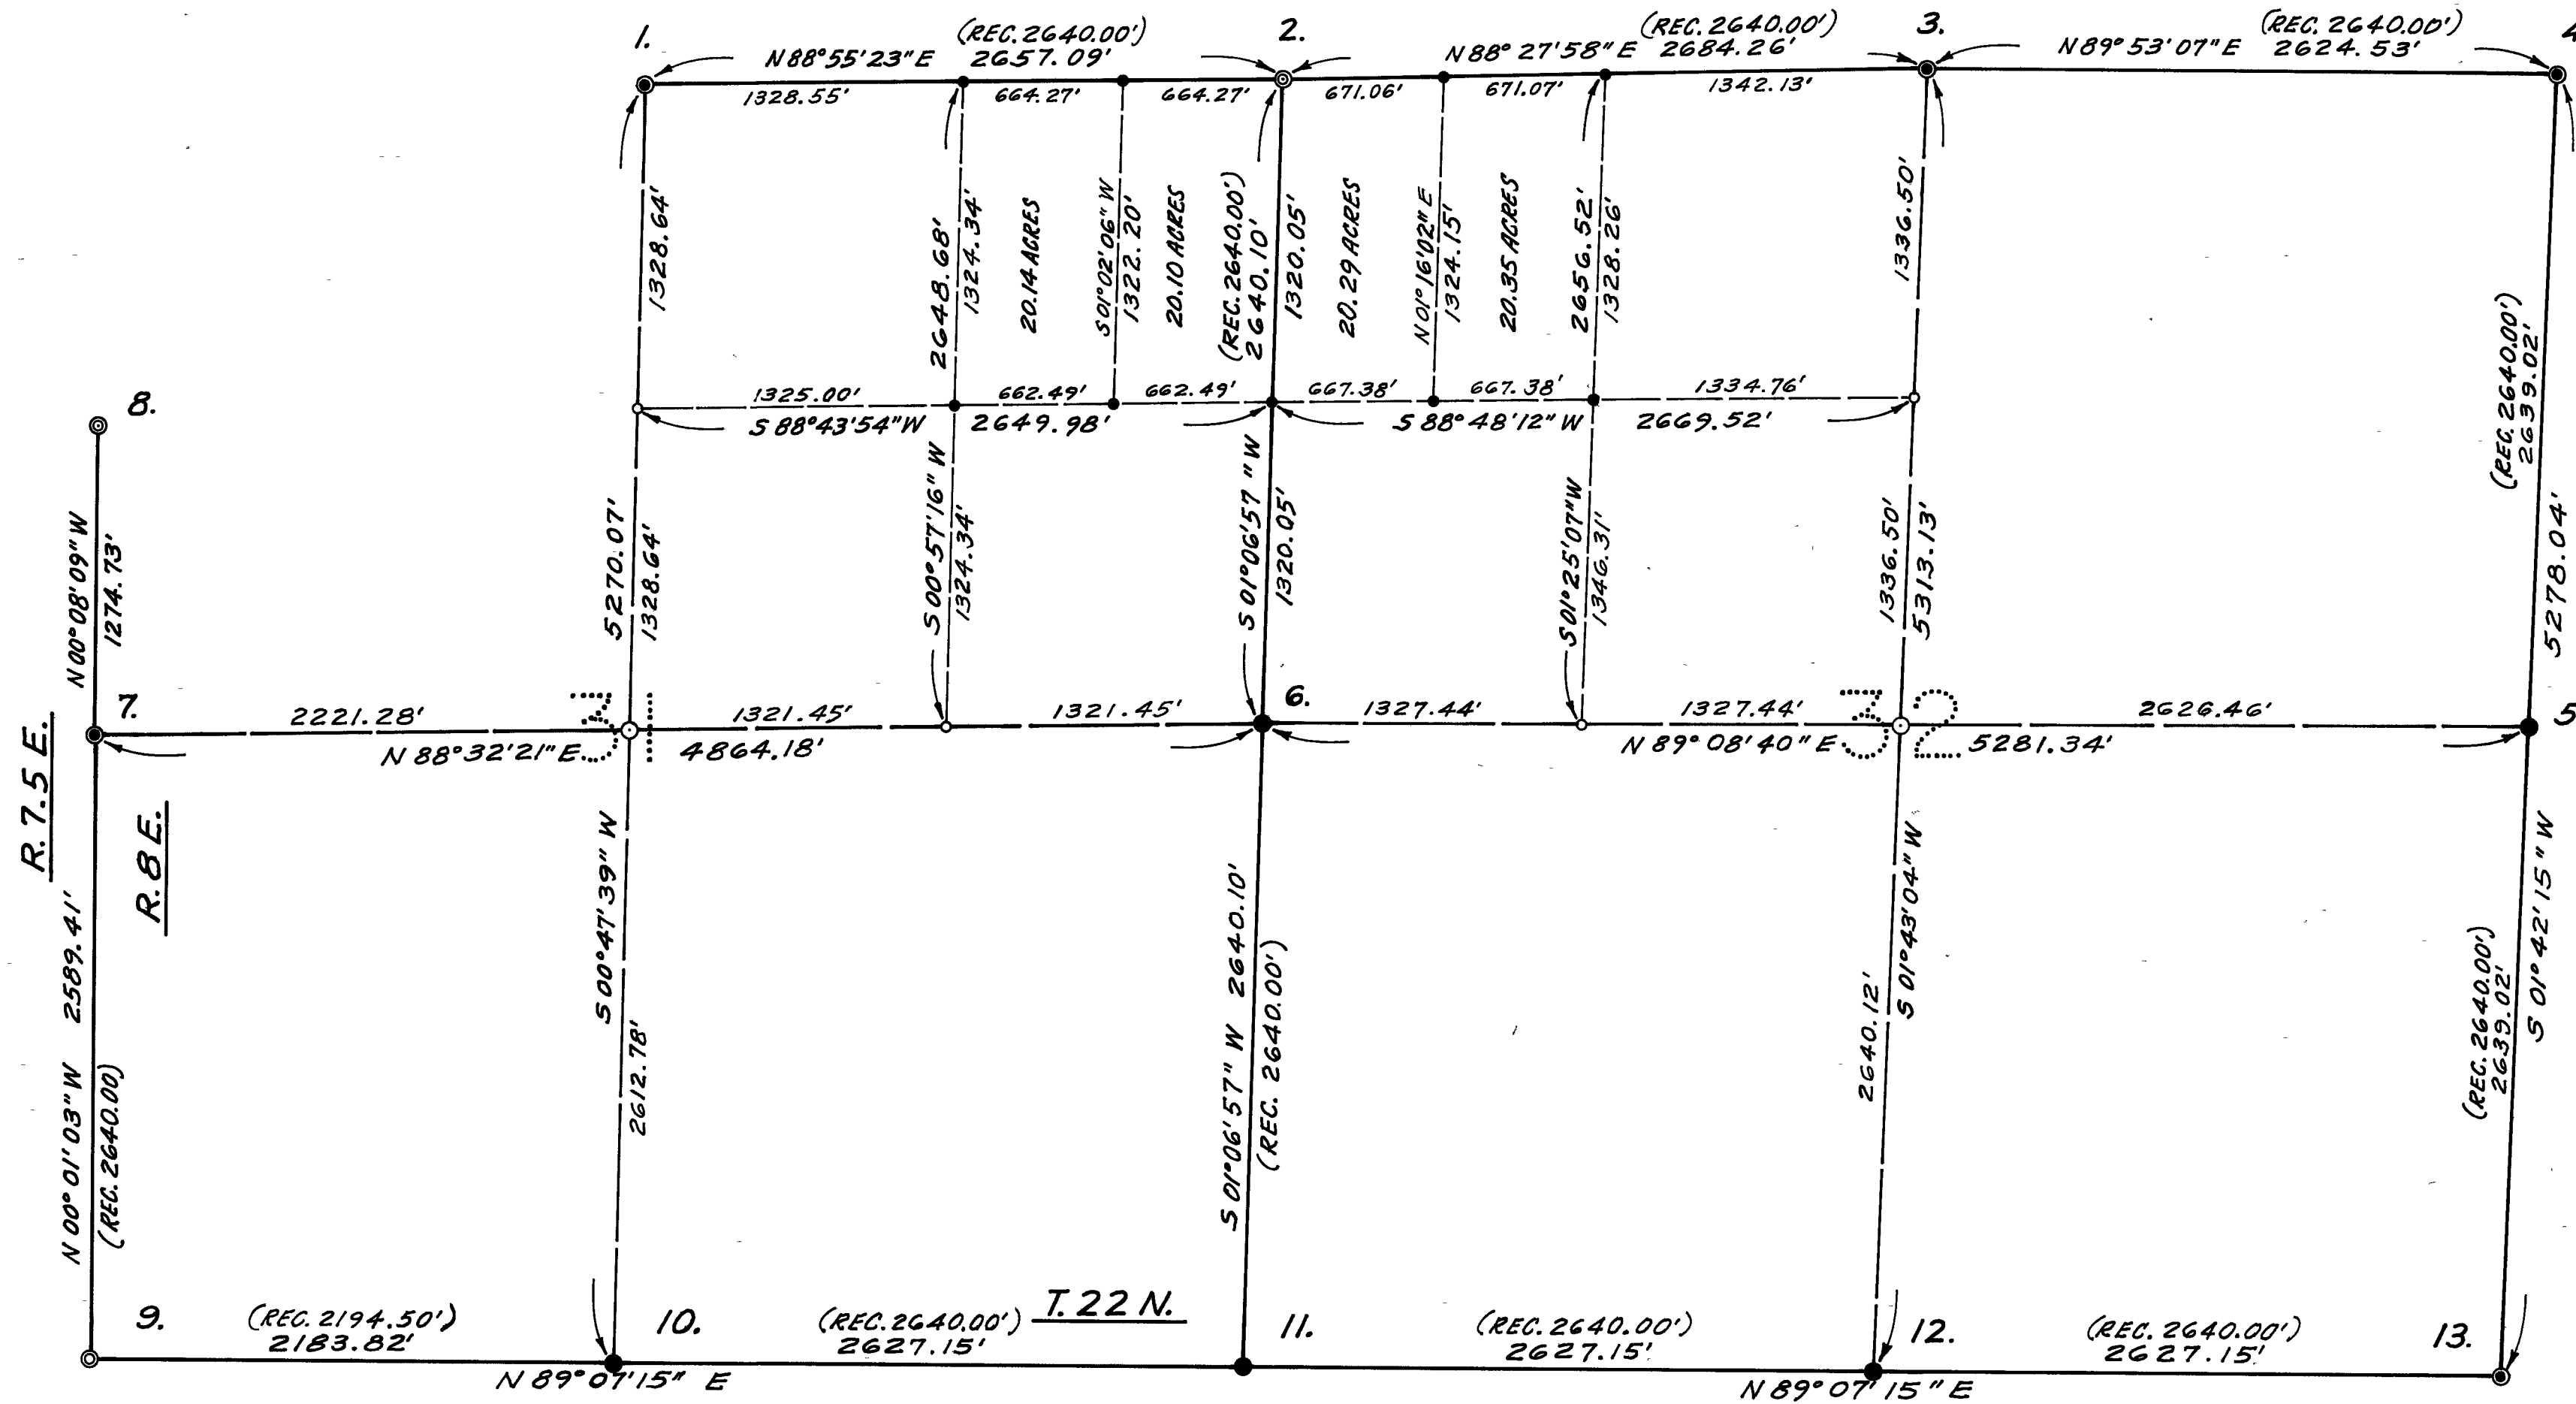 1.
(REC. 2640.00')
N 88° 55' 23" E 2657.09'
2.
(REC. 2640.00')
N 88° 27' 58" E 2684.26'
3.
(REC. 2640.00')
N 89° 53' 07" E 2624.53'
4
1328.55'
664.27'
664.27'
671.06'
671.07'
1342.13'
1328.64'
2648.68'
1324.34'
20.14 ACRES
S 01° 02' 06" W
1322.20'
20.10 ACRES
(REC. 2640.00')
2640.10'
1320.05'
20.29 ACRES
N 01° 16' 02" E
1324.15'
20.35 ACRES
2656.52'
1328.26'
1336.50'
(REC. 2640.00')
2639.02'
1325.00'
662.49'
662.49'
667.38'
667.38'
1334.76'
S 88° 43' 54" W 2649.98'
S 88° 48' 12" W 2669.52'
8.
N 00° 08' 09" W
1274.73'
5270.07'
1328.64'
S 00° 57' 16" W
1324.34'
S 01° 06' 57" W
1320.05'
S 01° 25' 07" W
1346.31'
1336.50'
5313.13'
5278.04'
7.
2221.28'
31
1321.45'
1321.45'
6.
1327.44'
1327.44'
32
2626.46'
5
N 88° 32' 21" E
4864.18'
N 89° 08' 40" E
5281.34'
R. 7.5 E.
R. 8 E.
N 00° 01' 03" W 2589.41'
(REC. 2640.00)
S 00° 47' 39" W
2612.78'
S 01° 06' 57" W 2640.10'
(REC. 2640.00')
S 01° 43' 04" W
2640.12'
S 01° 42' 15" W
(REC. 2640.00')
2639.02'
9.
(REC. 2194.50')
2183.82'
10.
(REC. 2640.00')
2627.15'
T. 22 N.
11.
(REC. 2640.00')
2627.15'
12.
(REC. 2640.00')
2627.15'
13.
N 89° 07' 15" E
N 89° 07' 15" E